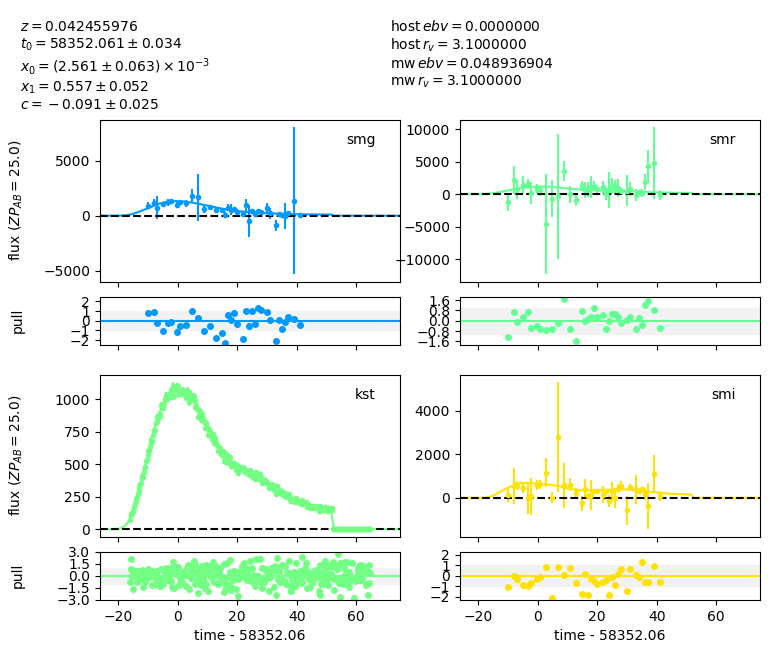 z = 0.042455976
t₀ = 58352.061 ± 0.034
x₀ = (2.561 ± 0.063) × 10⁻³
x₁ = 0.557 ± 0.052
c = −0.091 ± 0.025
host ebv = 0.0000000
host r_v = 3.1000000
mw ebv = 0.048936904
mw r_v = 3.1000000
flux (ZP_AB = 25.0)
5000
0
−5000
smg
10000
5000
0
−5000
−10000
smr
pull
2
1
0
−1
−2
1.6
0.8
0.0
−0.8
−1.6
flux (ZP_AB = 25.0)
1000
750
500
250
0
kst
4000
2000
0
smi
pull
3.0
1.5
0.0
−1.5
−3.0
2
1
0
−1
−2
−20 0 20 40 60
−20 0 20 40 60
time - 58352.06
time - 58352.06